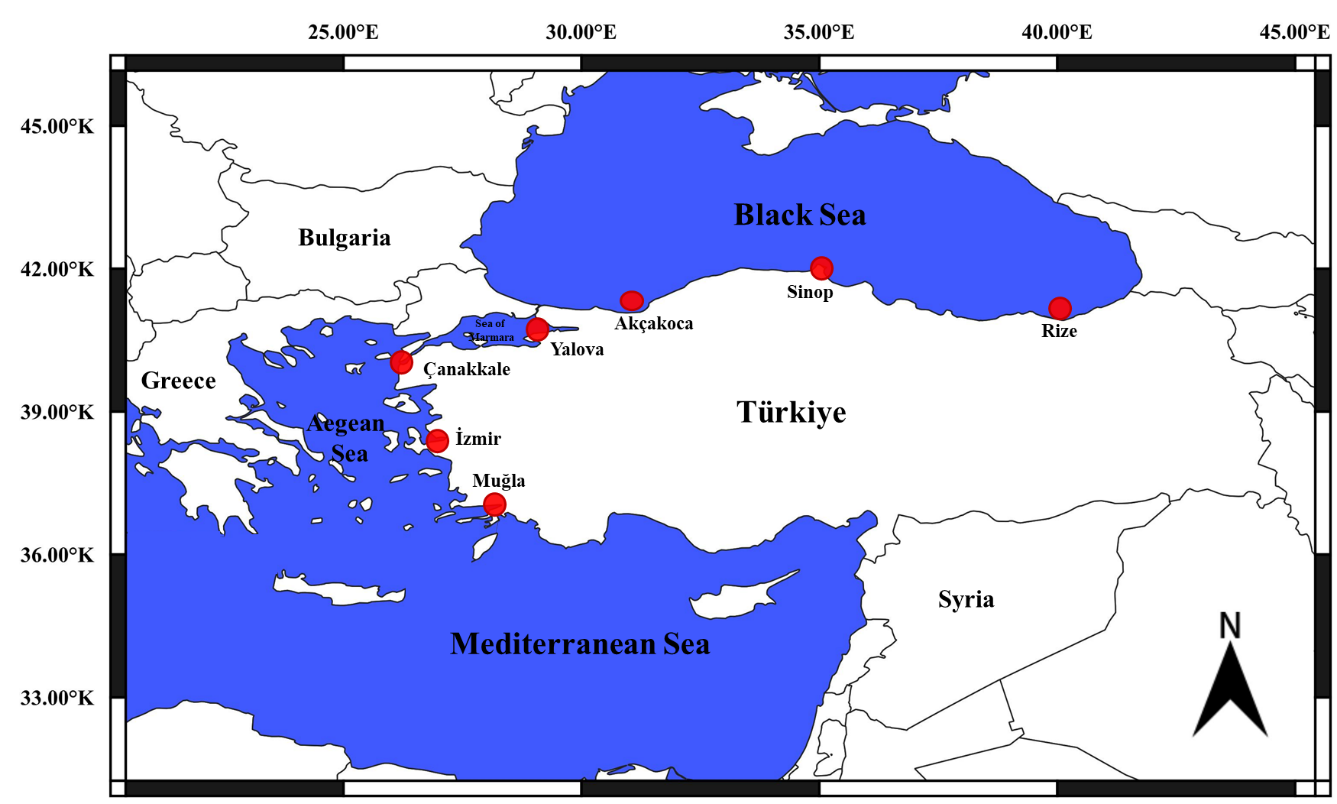 25.00°E 30.00°E 35.00°E 40.00°E 45.00°E
45.00°K
Black Sea
Bulgaria
42.00°K
Sinop
Sea of
Marmara
Akçakoca
Rize
Yalova
Çanakkale
Greece
39.00°K
Türkiye
Aegean
Sea
İzmir
Muğla
36.00°K
Syria
N
Mediterranean Sea
33.00°K